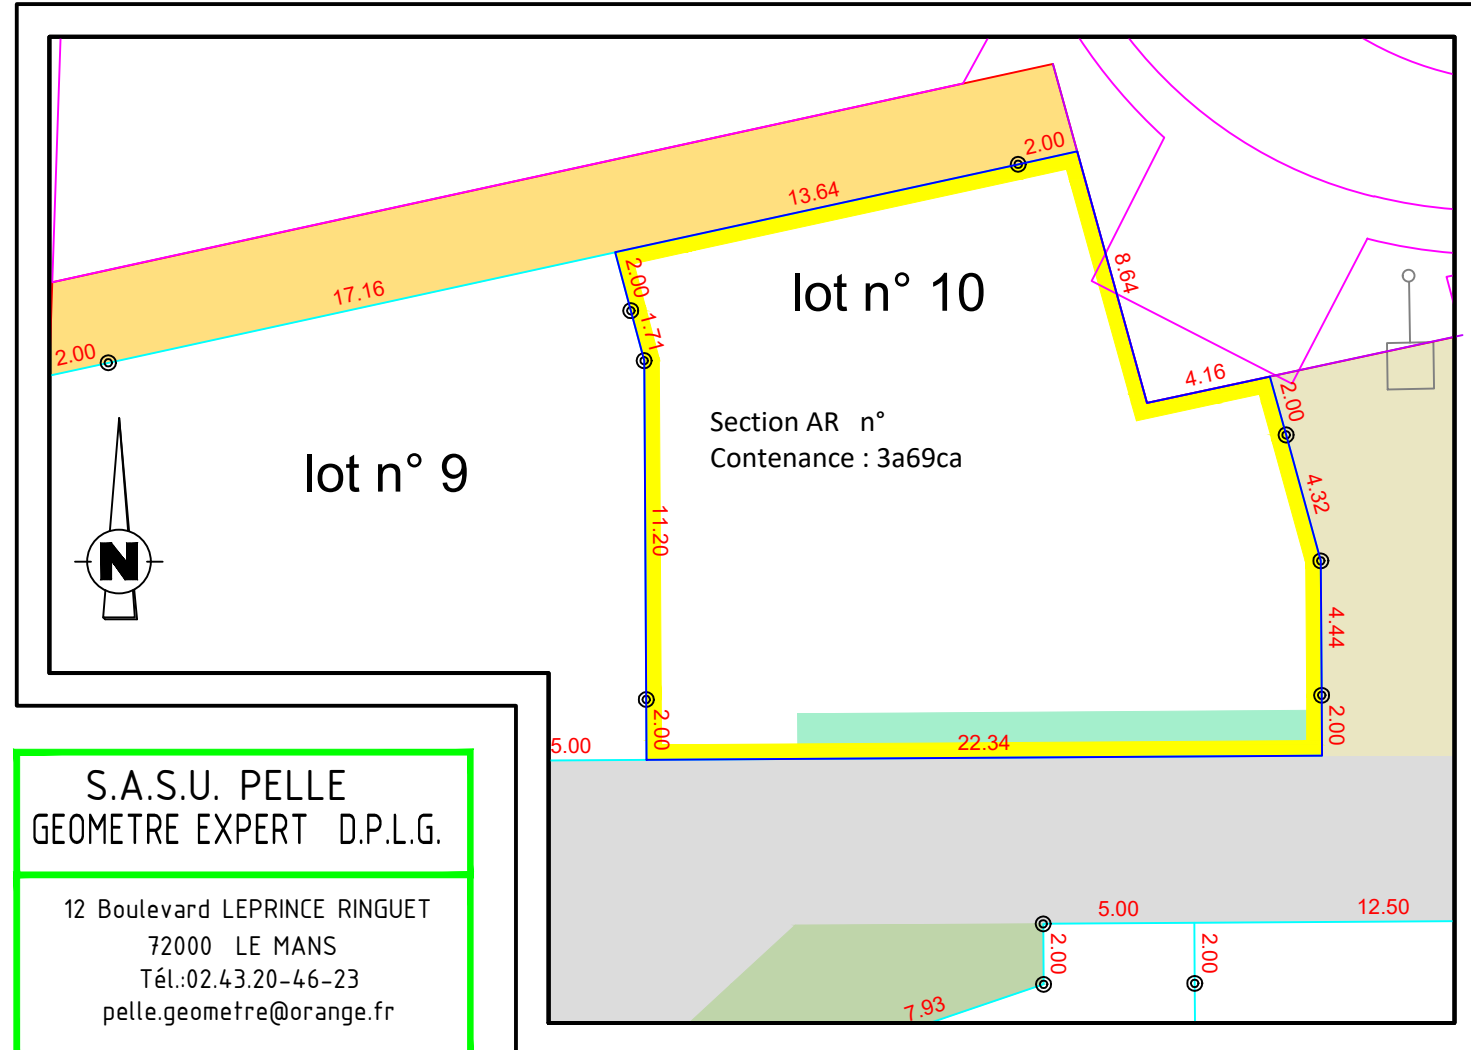 2.00
13.64
17.16
2.00
2.00
1.71
8.64
lot n° 10
4.16
2.00
Section AR n°
Contenance : 3a69ca
lot n° 9
4.32
11.20
N
4.44
2.00
2.00
22.34
5.00
S.A.S.U. PELLE
GEOMETRE EXPERT D.P.L.G.
12 Boulevard LEPRINCE RINGUET
72000 LE MANS
Tél.:02.43.20-46-23
pelle.geometre@orange.fr
5.00
12.50
2.00
2.00
7.93